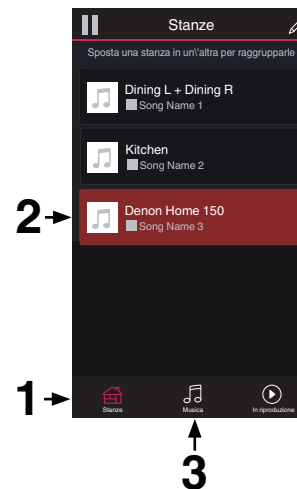 Stanze
Sposta una stanza in un\'altra per raggrupparle
Dining L + Dining R
Song Name 1
Kitchen
Song Name 2
Denon Home 150
Song Name 3
2
1
Stanze
Musica
In riproduzione
3